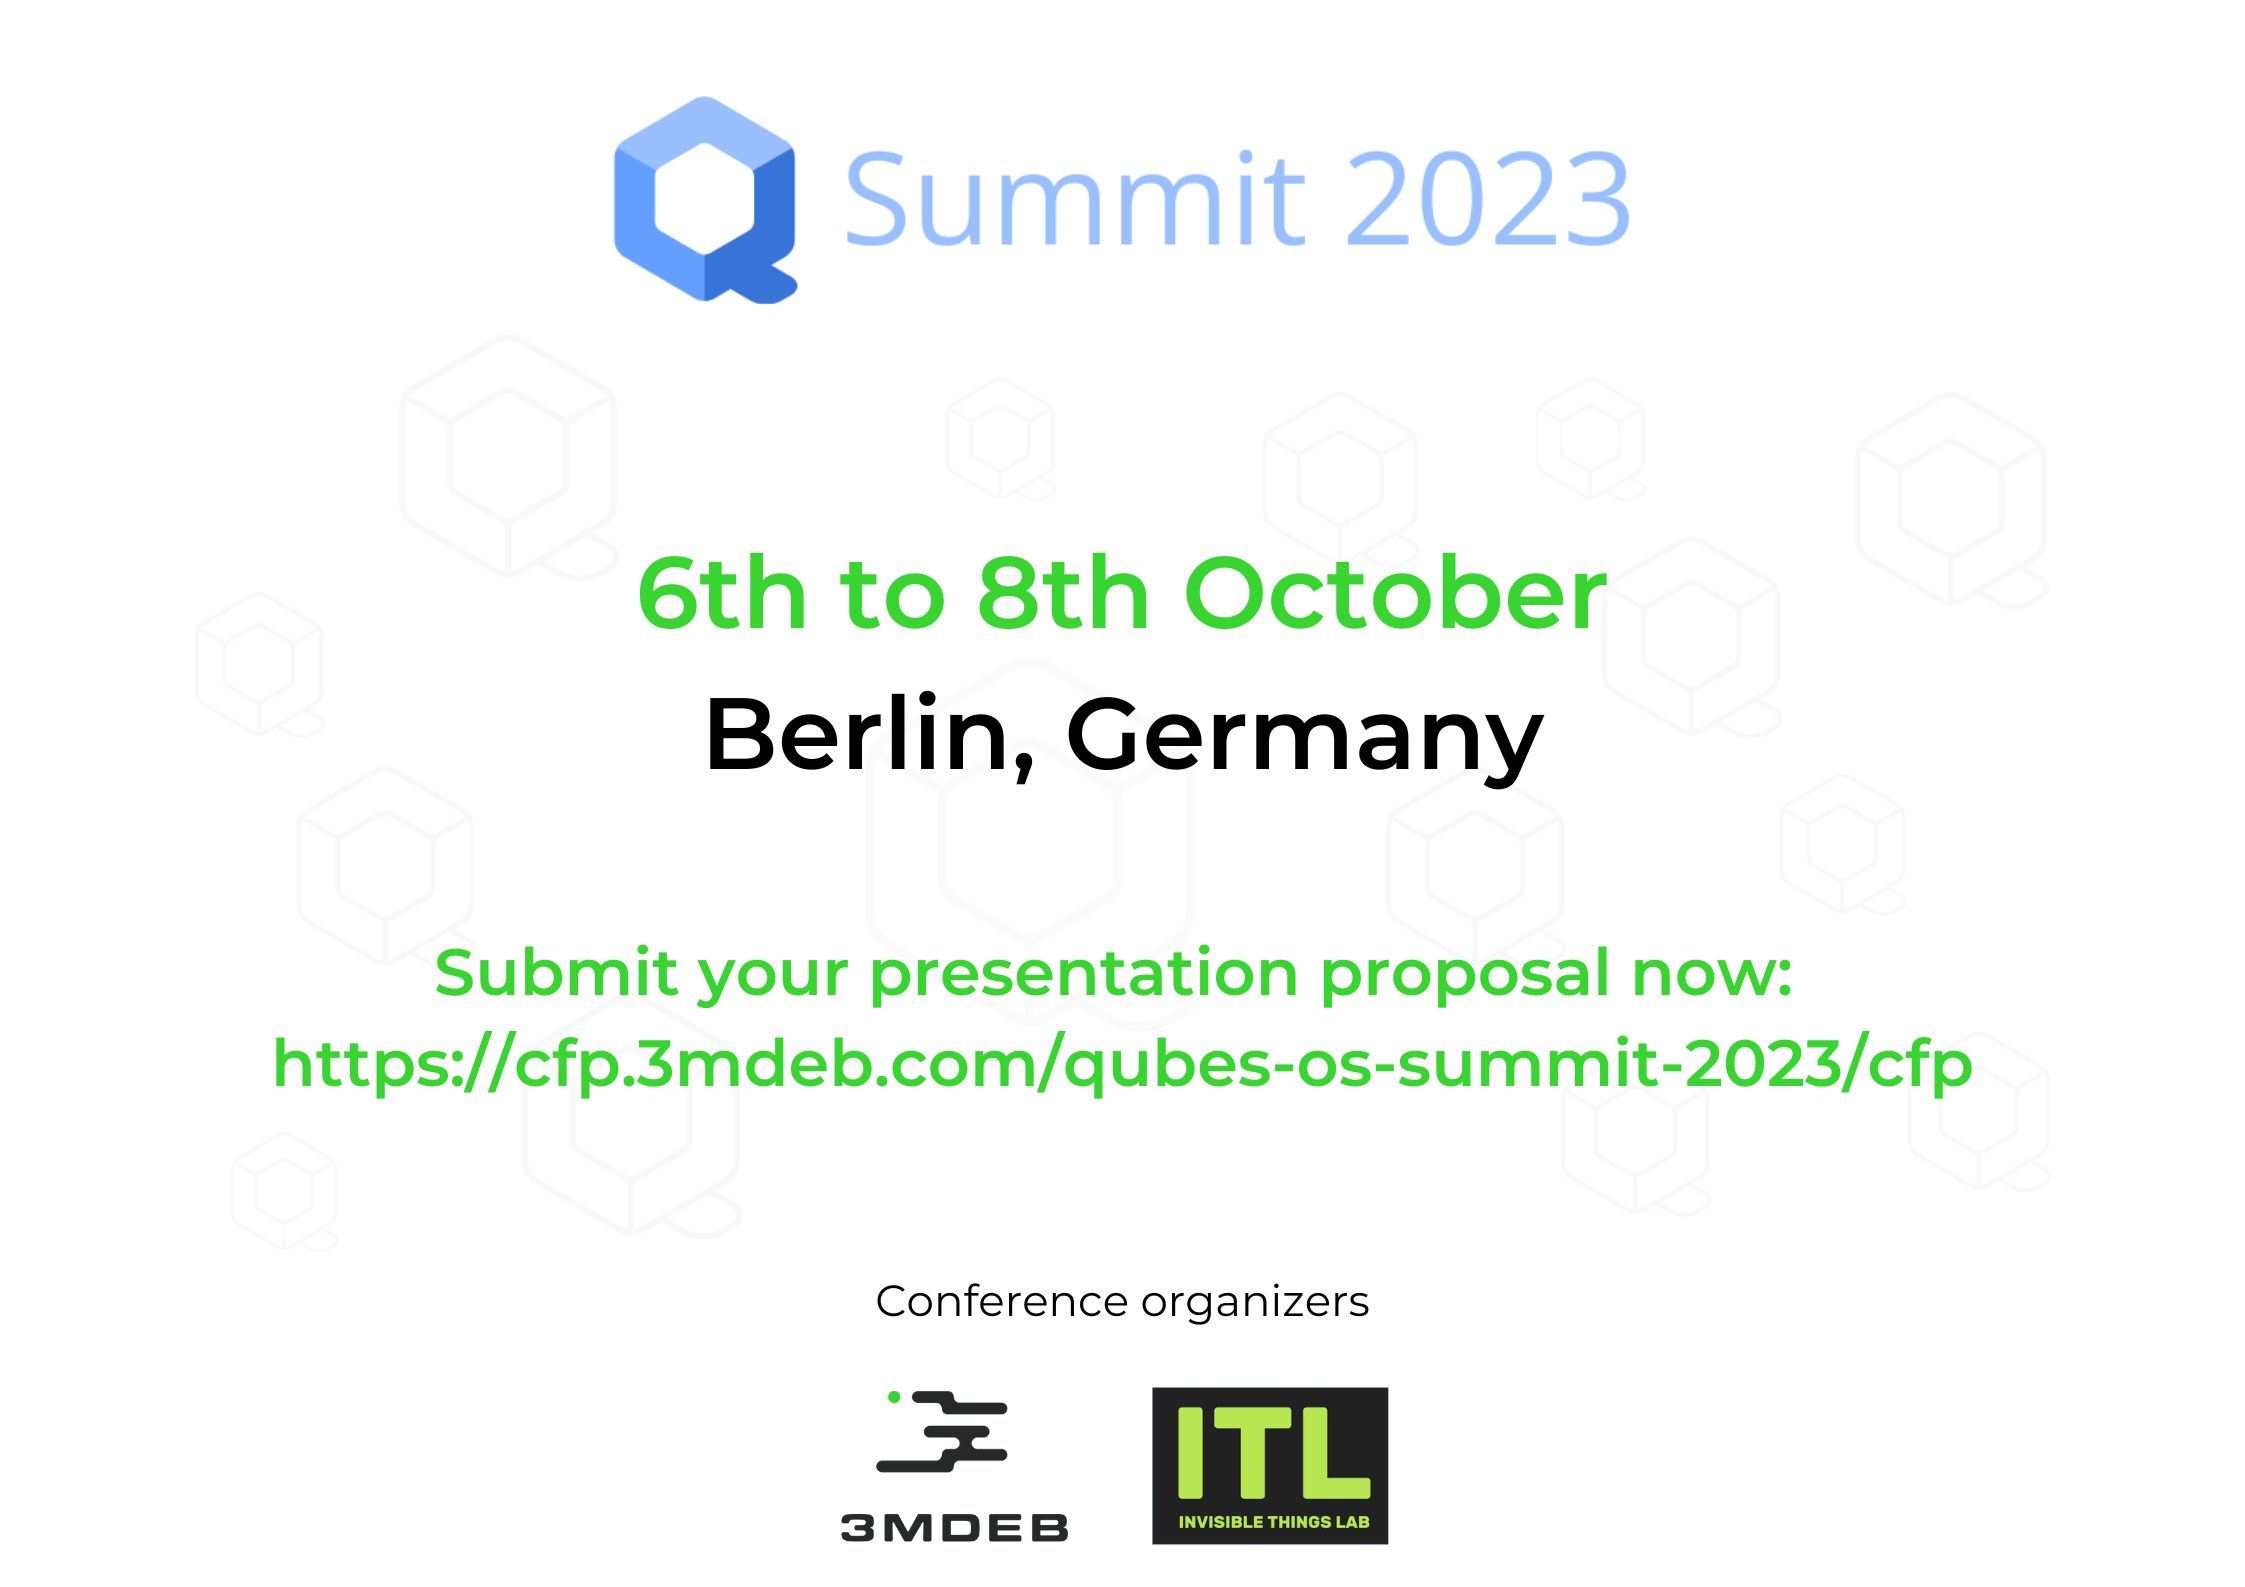 Summit 2023
6th to 8th October
Berlin, Germany
Submit your presentation proposal now:
https://cfp.3mdeb.com/qubes-os-summit-2023/cfp
Conference organizers
3MDEB
ITL
INVISIBLE THINGS LAB